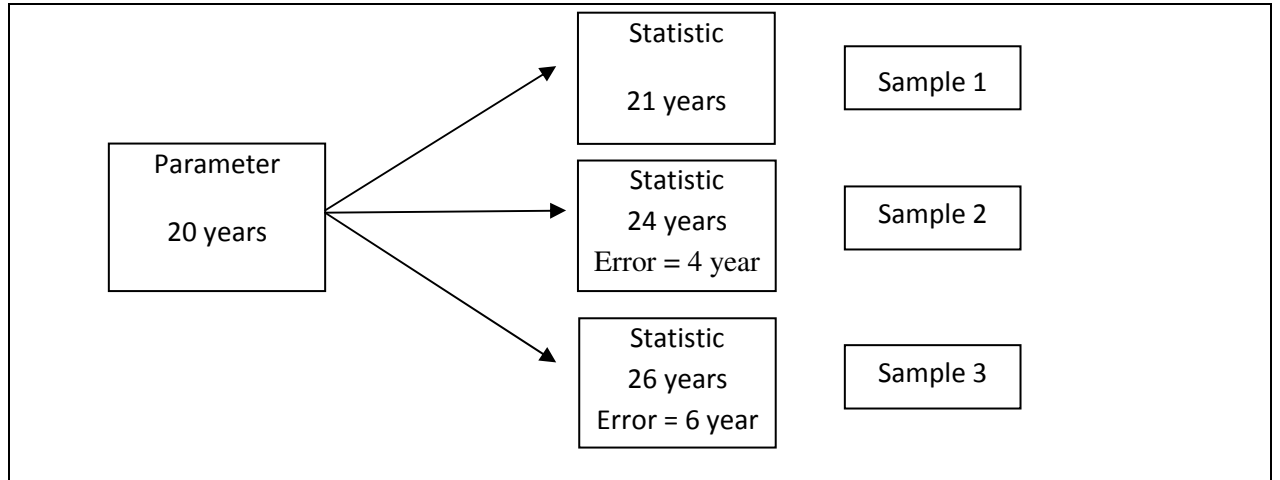 Parameter
20 years
Statistic
21 years
Sample 1
Statistic
24 years
Error = 4 year
Sample 2
Statistic
26 years
Error = 6 year
Sample 3